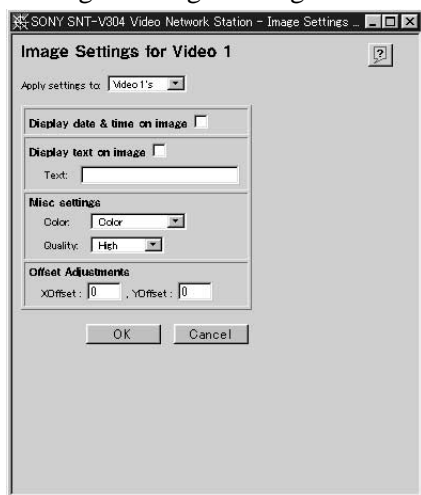 SONY SNT-V304 Video Network Station - Image Settings _
Image Settings for Video 1
?
Apply settings to: Video 1's
Display date & time on image
Display text on image
Text:
Misc settings
Color: Color
Quality: High
Offset Adjustments
XOffset : 0 , YOffset : 0
OK Cancel